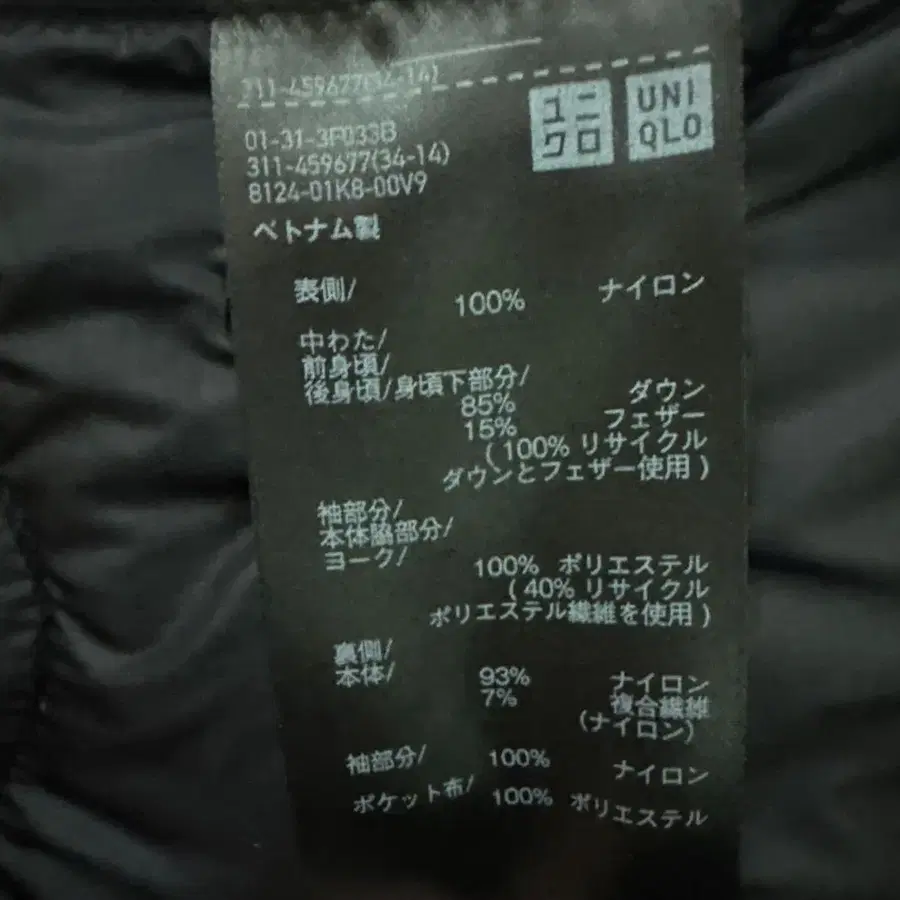 311-459677(34-14)
ユニ
クロ
UNI
QLO
01-31-3F033B
311-459677(34-14)
8124-01K8-00V9
ベトナム製
表側/
100% ナイロン
中わた/
前身頃/
後身頃/身頃下部分/
85% ダウン
15% フェザー
(100% リサイクル
ダウンとフェザー使用)
袖部分/
本体脇部分/
ヨーク/
100% ポリエステル
(40% リサイクル
ポリエステル繊維を使用)
裏側/
本体/
93% ナイロン
7% 複合繊維
(ナイロン)
袖部分/ 100% ナイロン
ポケット布/ 100% ポリエステル